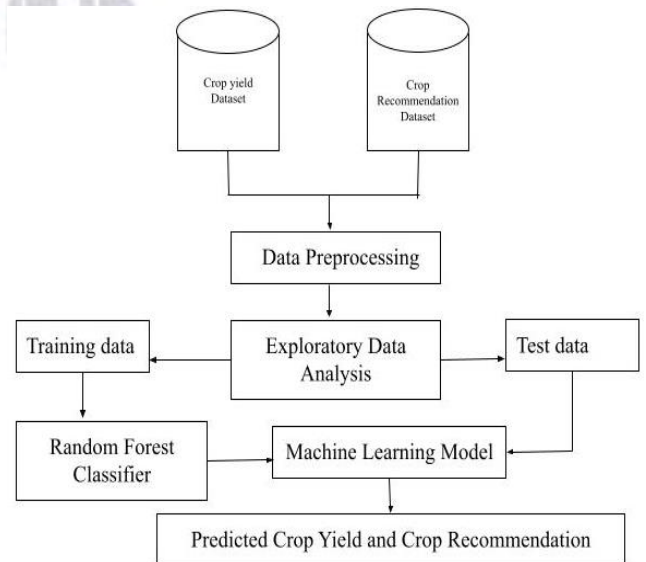 Crop yield
Dataset
Crop
Recommendation
Dataset
Data Preprocessing
Training data
Exploratory Data
Analysis
Test data
Random Forest
Classifier
Machine Learning Model
Predicted Crop Yield and Crop Recommendation